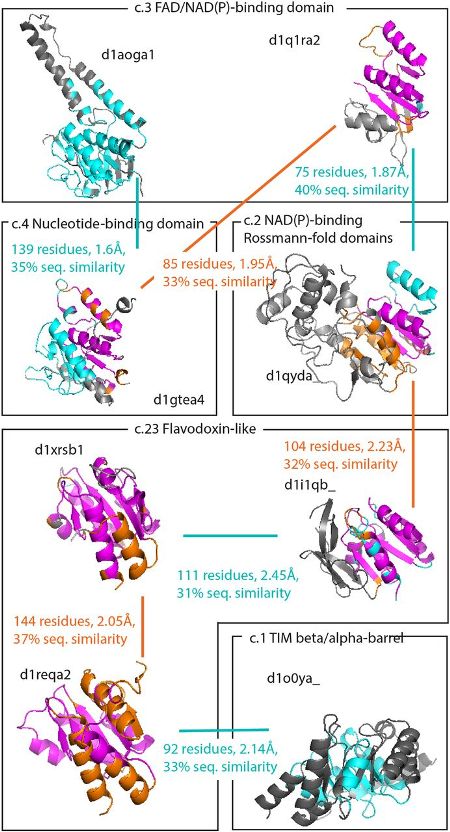 c.3 FAD/NAD(P)-binding domain
d1aoga1
d1q1ra2
75 residues, 1.87Å,
40% seq. similarity
c.4 Nucleotide-binding domain
139 residues, 1.6Å,
35% seq. similarity
85 residues, 1.95Å,
33% seq. similarity
d1gtea4
c.2 NAD(P)-binding
Rossmann-fold domains
d1qyda_
c.23 Flavodoxin-like
d1xrsb1
104 residues, 2.23Å,
32% seq. similarity
d1i1qb_
111 residues, 2.45Å,
31% seq. similarity
144 residues, 2.05Å,
37% seq. similarity
d1reqa2
c.1 TIM beta/alpha-barrel
d1o0ya_
92 residues, 2.14Å,
33% seq. similarity